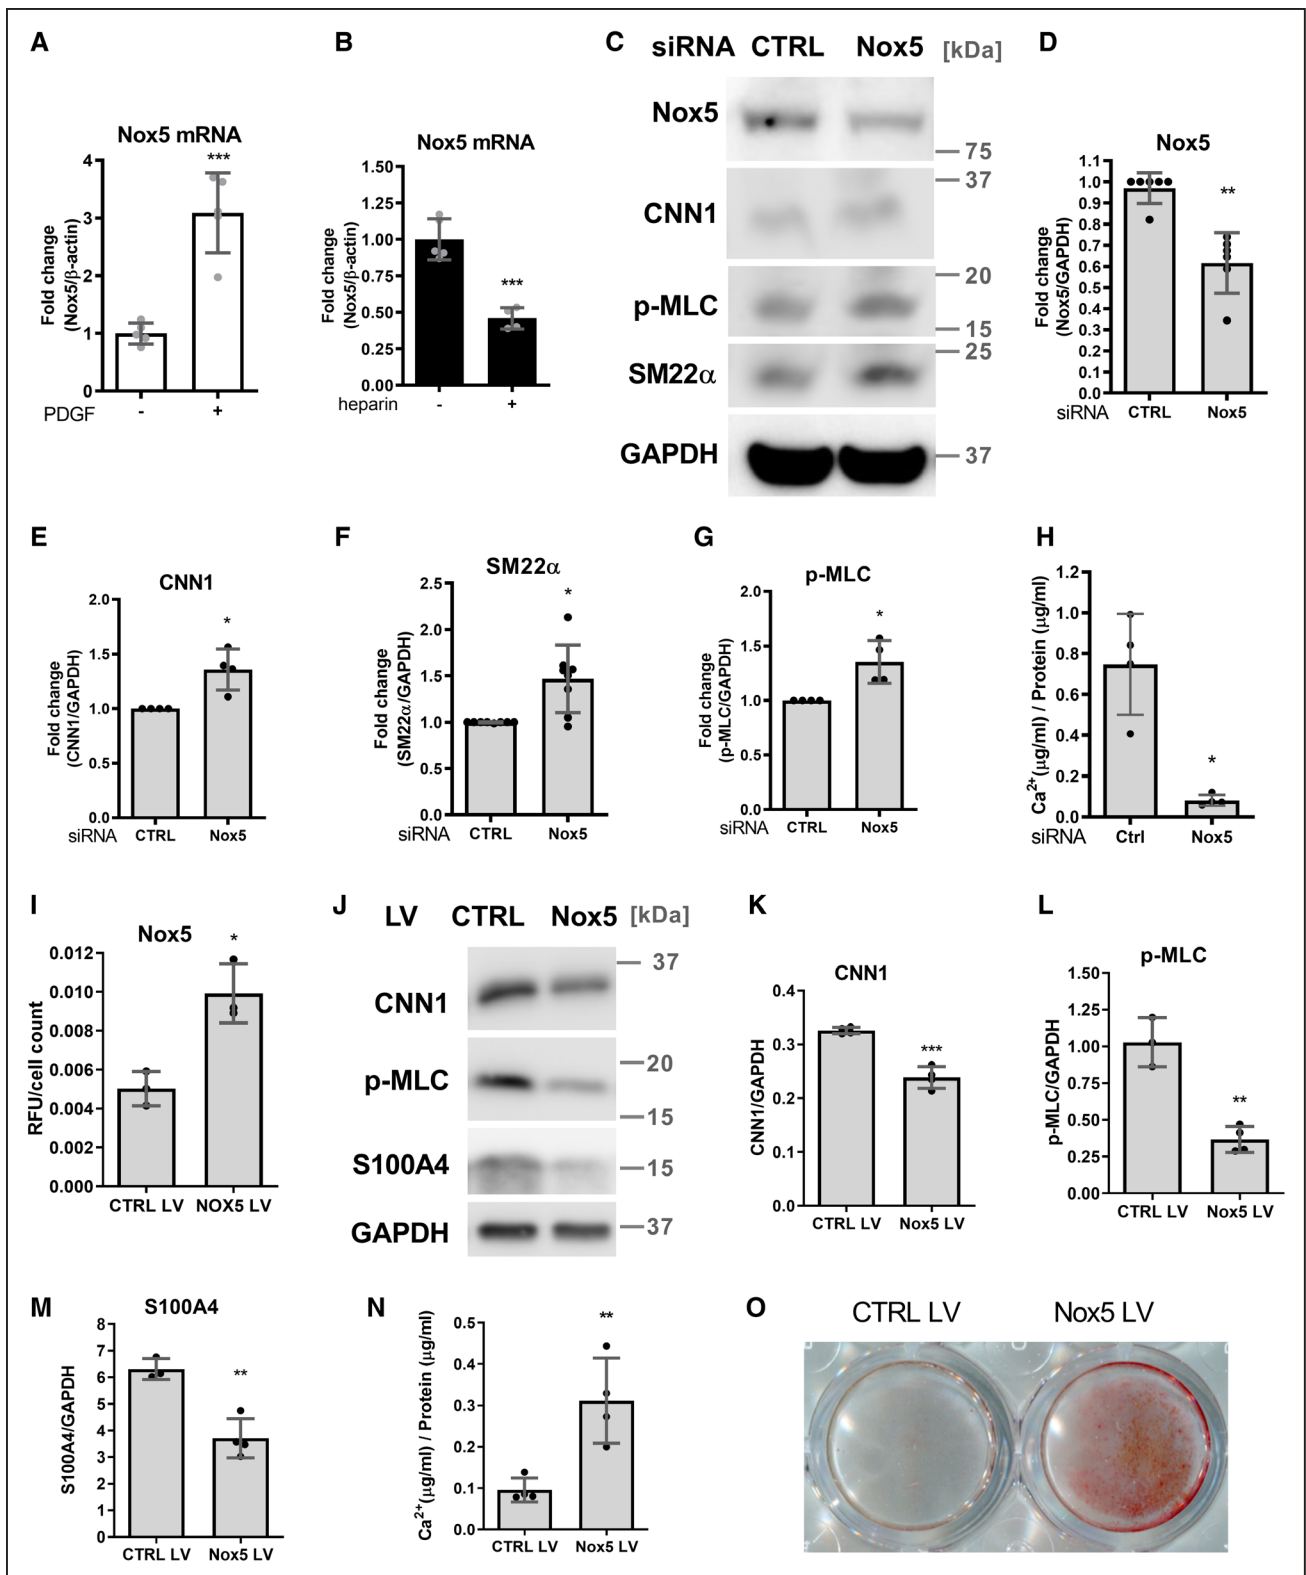 A
Nox5 mRNA
***
4
3
2
1
0
Fold change
(Nox5/β-actin)
PDGF - +
B
Nox5 mRNA
1.50
1.25
1.00
0.75
0.50
0.25
0.00
***
Fold change
(Nox5/β-actin)
heparin - +
C
siRNA CTRL Nox5 [kDa]
Nox5
75
37
CNN1
20
p-MLC
15
25
SM22α
GAPDH
37
D
Nox5
1.1
1.0
0.9
0.8
0.7
0.6
0.5
0.4
0.3
0.2
0.1
0.0
**
Fold change
(Nox5/GAPDH)
siRNA CTRL Nox5
E
CNN1
2.0
1.5
1.0
0.5
0.0
*
Fold change
(CNN1/GAPDH)
siRNA CTRL Nox5
F
SM22α
2.5
2.0
1.5
1.0
0.5
0.0
*
Fold change
(SM22α/GAPDH)
siRNA CTRL Nox5
G
p-MLC
2.0
1.5
1.0
0.5
0.0
*
Fold change
(p-MLC/GAPDH)
siRNA CTRL Nox5
H
1.2
1.0
0.8
0.6
0.4
0.2
0.0
*
Ca2+(µg/ml) / Protein (µg/ml)
siRNA Ctrl Nox5
I
Nox5
0.012
0.010
0.008
0.006
0.004
0.002
0.000
*
RFU/cell count
CTRL LV NOX5 LV
J
LV CTRL Nox5 [kDa]
37
CNN1
20
p-MLC
15
S100A4
15
GAPDH
37
K
CNN1
0.4
0.3
0.2
0.1
0.0
***
CNN1/GAPDH
CTRL LV Nox5 LV
L
p-MLC
1.50
1.25
1.00
0.75
0.50
0.25
0.00
**
p-MLC/GAPDH
CTRL LV Nox5 LV
M
S100A4
8
7
6
5
4
3
2
1
0
**
S100A4/GAPDH
CTRL LV Nox5 LV
N
0.5
0.4
0.3
0.2
0.1
0.0
**
Ca2+(µg/ml) / Protein (µg/ml)
CTRL LV Nox5 LV
O
CTRL LV Nox5 LV